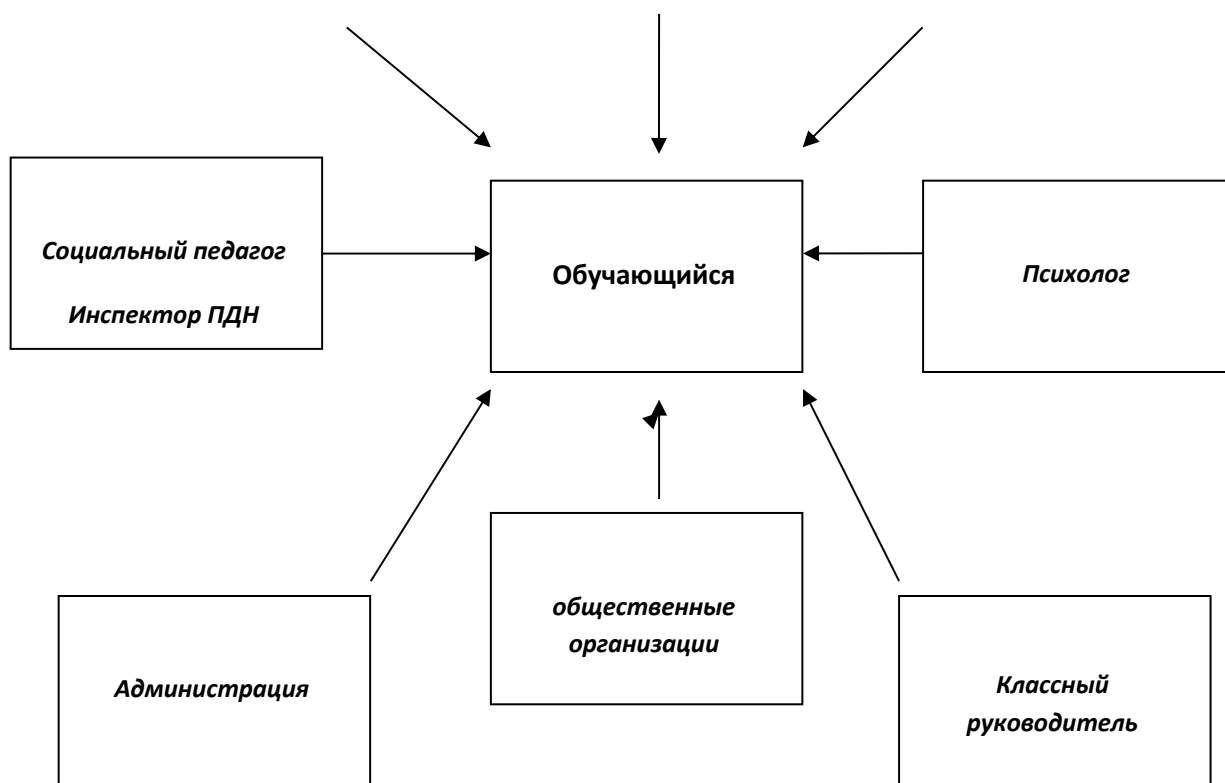 Социальный педагог
Инспектор ПДН
Обучающийся
Психолог
Администрация
общественные
организации
Классный
руководитель